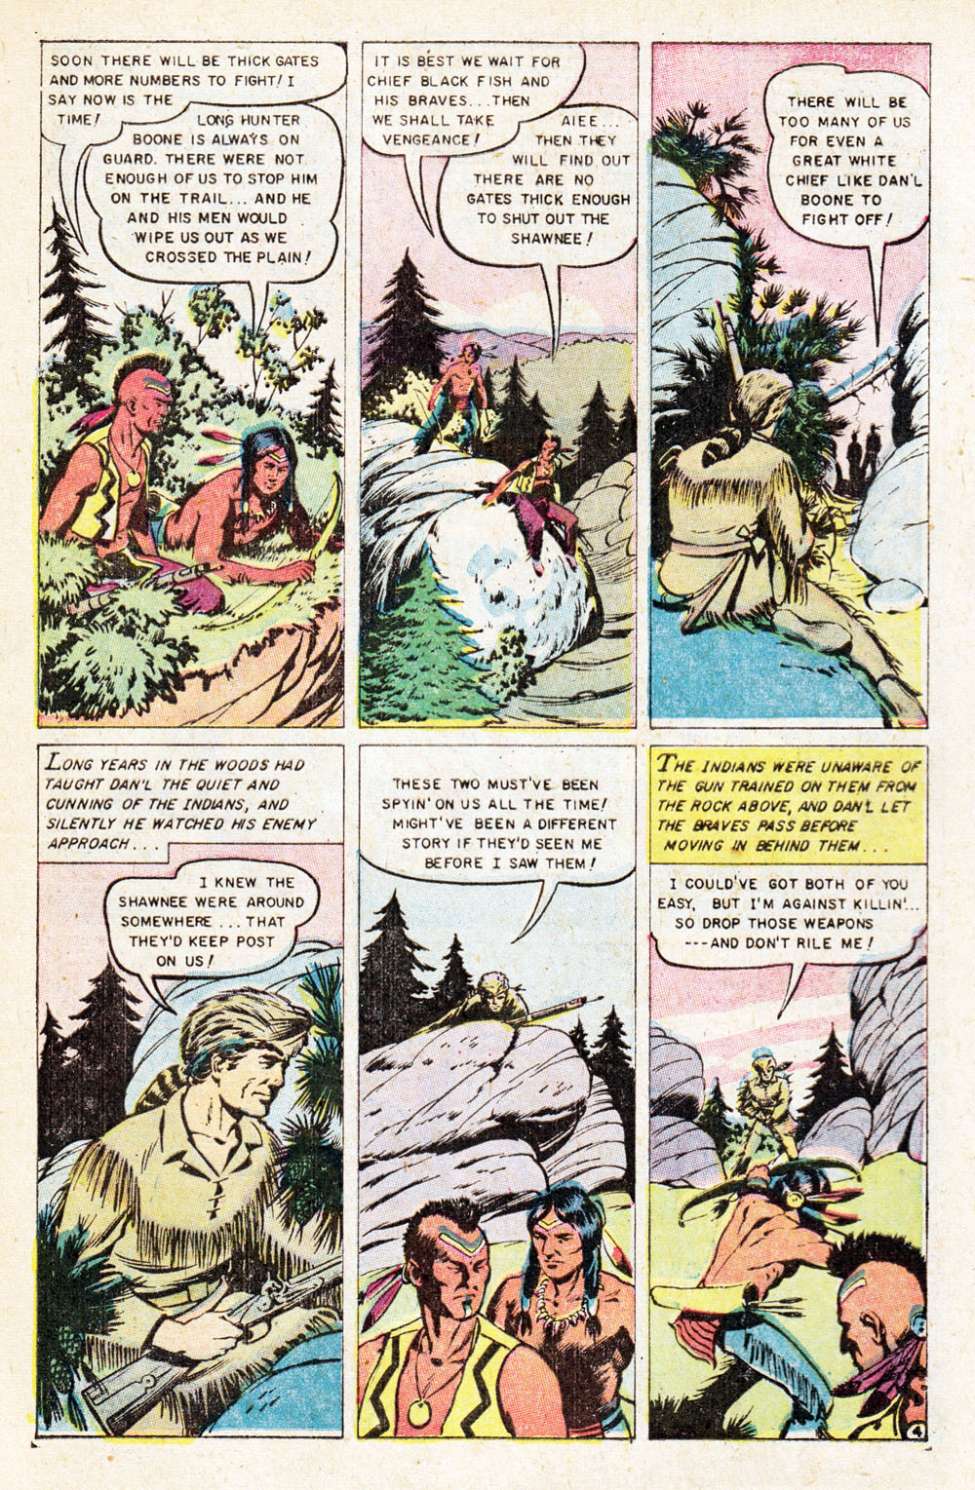 SOON THERE WILL BE THICK GATES
AND MORE NUMBERS TO FIGHT! I
SAY NOW IS THE
TIME!
LONG HUNTER
BOONE IS ALWAYS ON
GUARD. THERE WERE NOT
ENOUGH OF US TO STOP HIM
ON THE TRAIL... AND HE
AND HIS MEN WOULD
WIPE US OUT AS WE
CROSSED THE PLAIN!
IT IS BEST WE WAIT FOR
CHIEF BLACK FISH AND
HIS BRAVES...THEN
WE SHALL TAKE
VENGEANCE!
AIEE...
THEN THEY
WILL FIND OUT
THERE ARE NO
GATES THICK ENOUGH
TO SHUT OUT THE
SHAWNEE!
THERE WILL BE
TOO MANY OF US
FOR EVEN A
GREAT WHITE
CHIEF LIKE DAN'L
BOONE TO
FIGHT OFF!
LONG YEARS IN THE WOODS HAD
TAUGHT DAN'L THE QUIET AND
CUNNING OF THE INDIANS, AND
SILENTLY HE WATCHED HIS ENEMY
APPROACH...
I KNEW THE
SHAWNEE WERE AROUND
SOMEWHERE... THAT
THEY'D KEEP POST
ON US!
THESE TWO MUST'VE BEEN
SPYIN' ON US ALL THE TIME!
MIGHT'VE BEEN A DIFFERENT
STORY IF THEY'D SEEN ME
BEFORE I SAW THEM!
THE INDIANS WERE UNAWARE OF
THE GUN TRAINED ON THEM FROM
THE ROCK ABOVE, AND DAN'L LET
THE BRAVES PASS BEFORE
MOVING IN BEHIND THEM...
I COULD'VE GOT BOTH OF YOU
EASY, BUT I'M AGAINST KILLIN'...
SO DROP THOSE WEAPONS
---AND DON'T RILE ME!
4